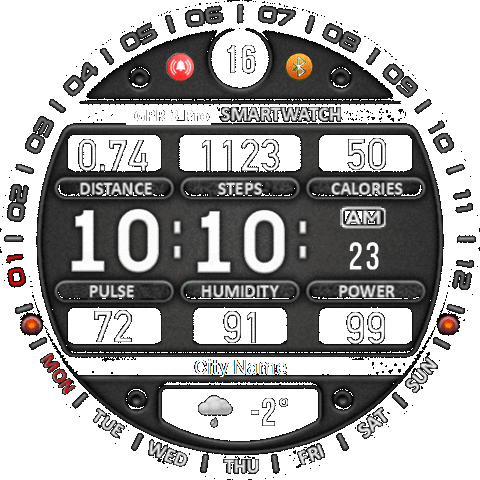 01 02 03 04 05 06 07 08 09 10 11 12
16
SMARTWATCH
0.74 1123 50
DISTANCE STEPS CALORIES
10:10: AM
23
PULSE HUMIDITY POWER
72 91 99
City Name
-2°
MON TUE WED THU FRI SAT SUN